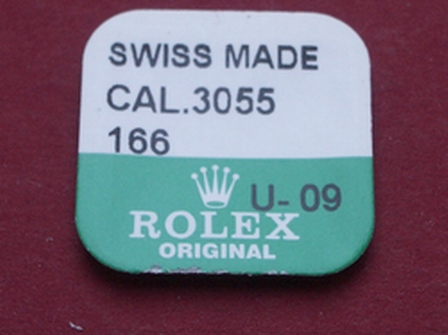 SWISS MADE
CAL.3055
166
U- 09
ROLEX
ORIGINAL